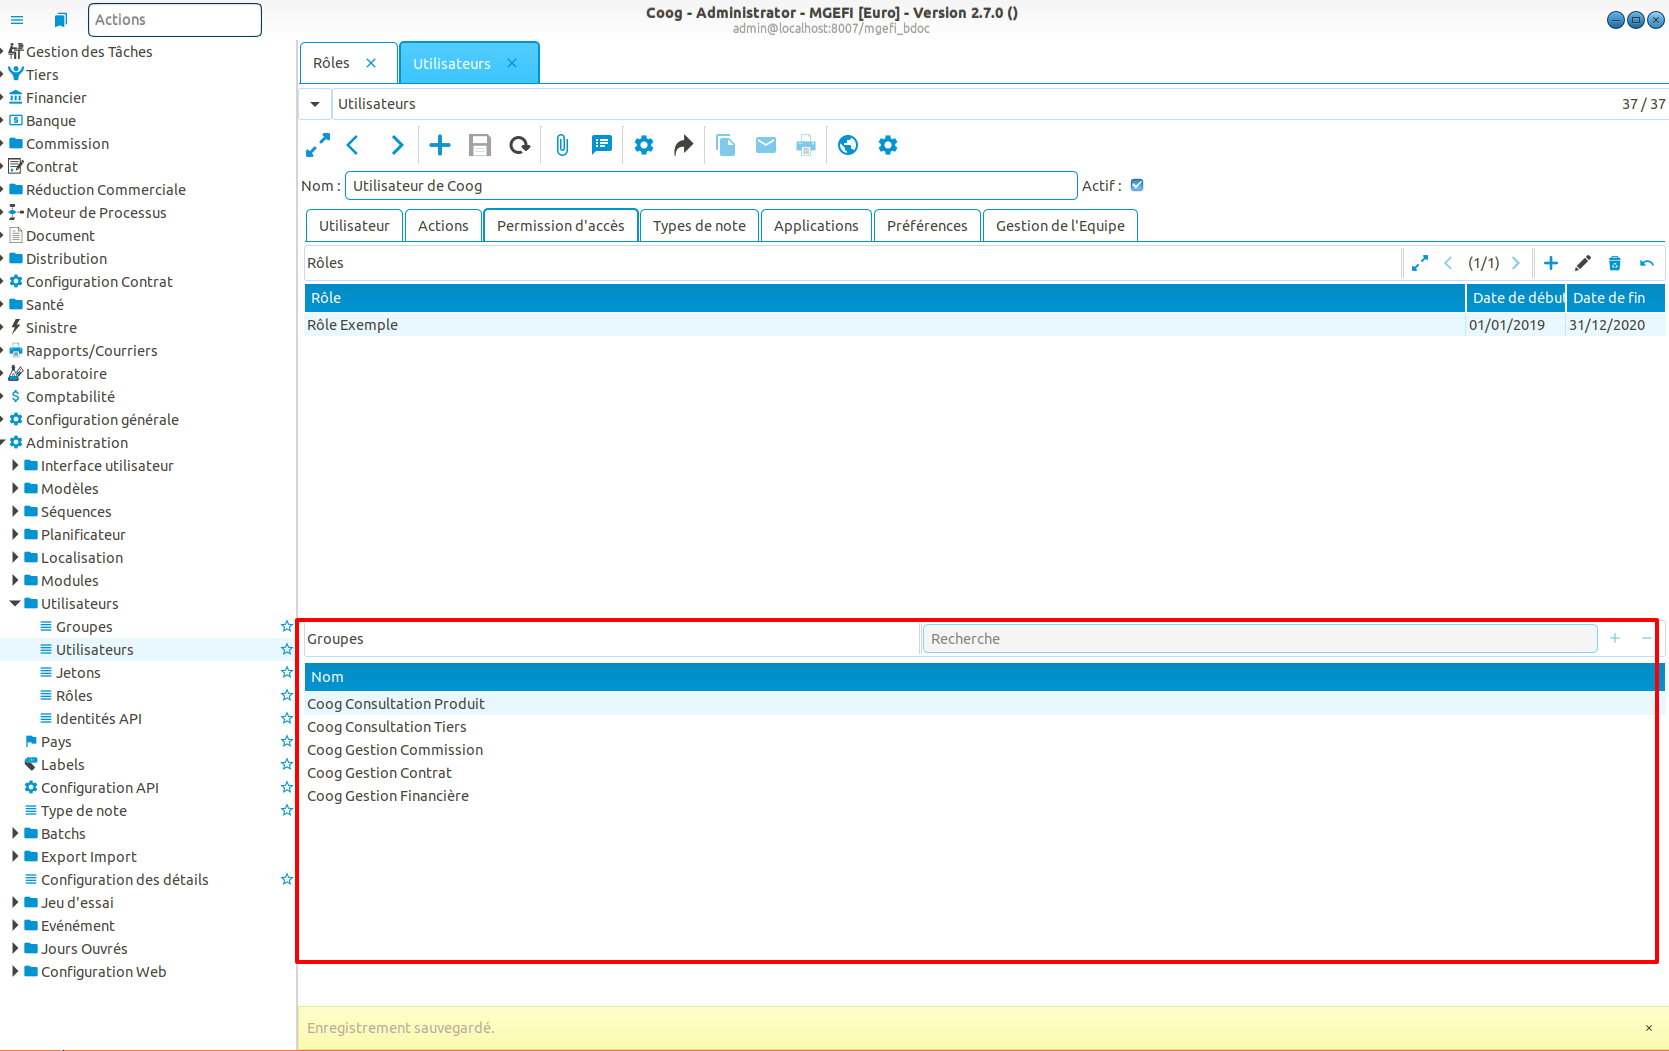 Actions
Coog - Administrator - MGEFI [Euro] - Version 2.7.0 ()
admin@localhost:8007/mgefi_bdoc
Gestion des Tâches
Tiers
Financier
Banque
Commission
Contrat
Réduction Commerciale
Moteur de Processus
Document
Distribution
Configuration Contrat
Santé
Sinistre
Rapports/Courriers
Laboratoire
Comptabilité
Configuration générale
Administration
Interface utilisateur
Modèles
Séquences
Planificateur
Localisation
Modules
Utilisateurs
Groupes
Utilisateurs
Jetons
Rôles
Identités API
Pays
Labels
Configuration API
Type de note
Batchs
Export Import
Configuration des détails
Jeu d'essai
Evénément
Jours Ouvrés
Configuration Web
Rôles
Utilisateurs
Utilisateurs 37 / 37
Nom : Utilisateur de Coog Actif :
Utilisateur Actions Permission d'accès Types de note Applications Préférences Gestion de l'Equipe
Rôles (1/1)
Rôle Date de débu Date de fin
Rôle Exemple 01/01/2019 31/12/2020
Groupes Recherche
Nom
Coog Consultation Produit
Coog Consultation Tiers
Coog Gestion Commission
Coog Gestion Contrat
Coog Gestion Financière
Enregistrement sauvegardé.